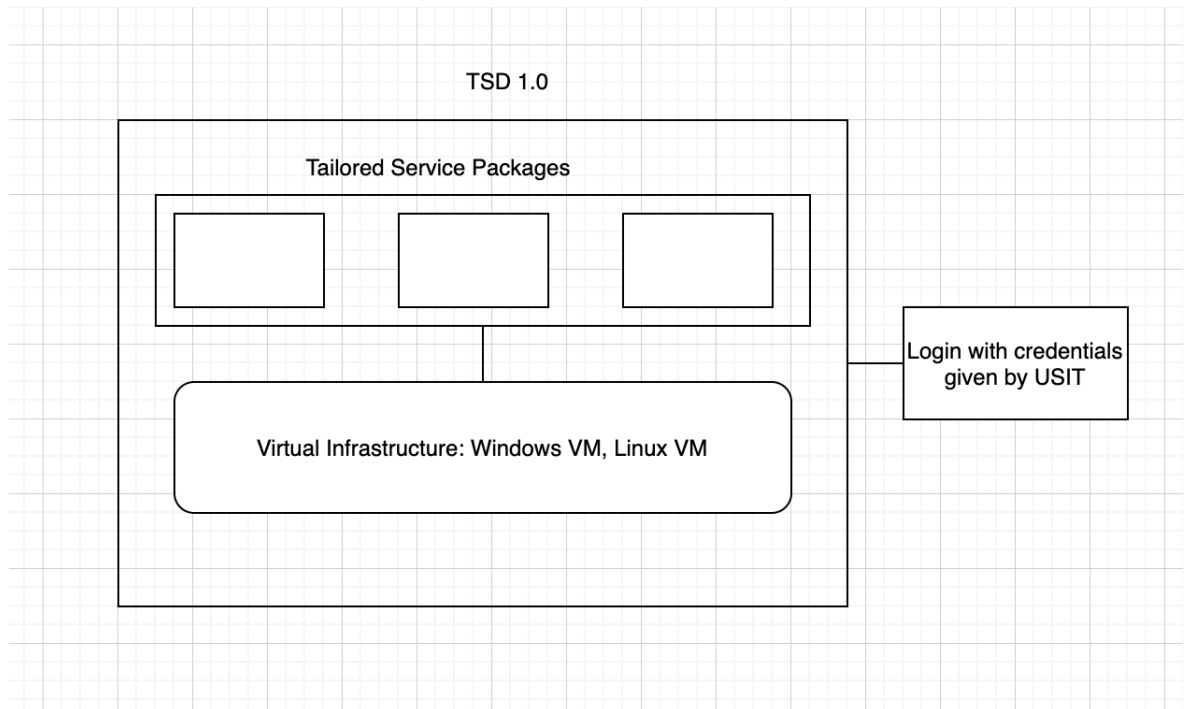 TSD 1.0
Tailored Service Packages
Login with credentials
given by USIT
Virtual Infrastructure: Windows VM, Linux VM